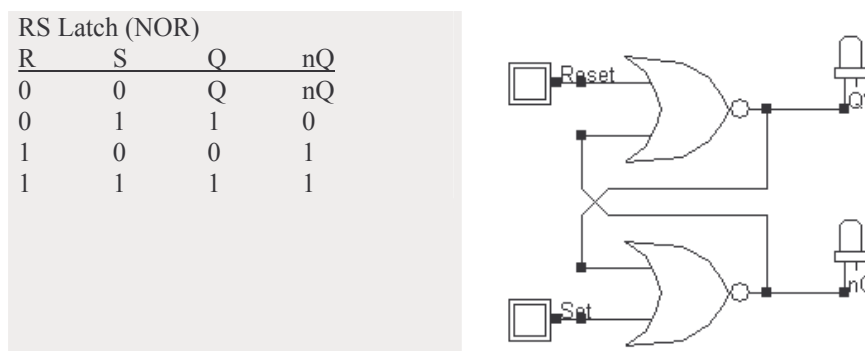 RS Latch (NOR)
R S Q nQ
0 0 Q nQ
0 1 1 0
1 0 0 1
1 1 1 1
Reset
Q
Set
nQ